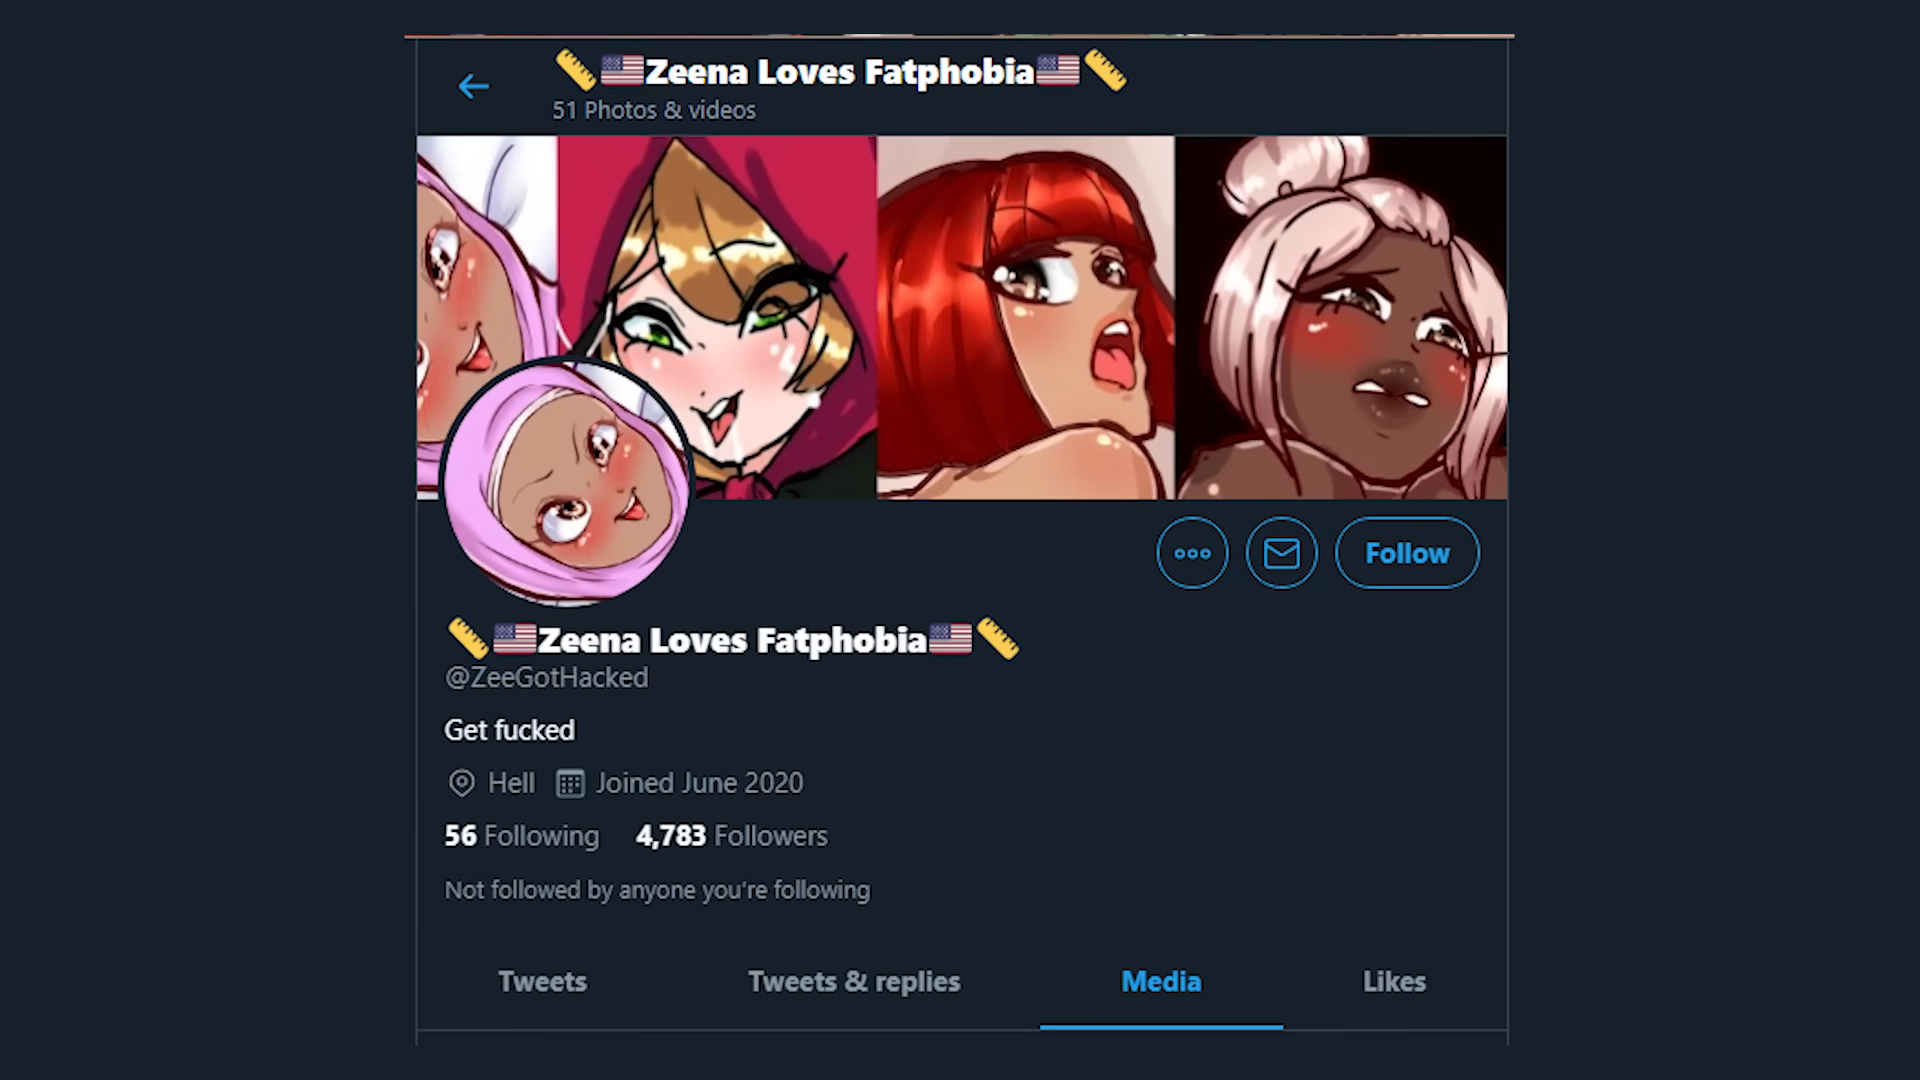 Zeena Loves Fatphobia
51 Photos & videos
Follow
Zeena Loves Fatphobia
@ZeeGotHacked
Get fucked
Hell Joined June 2020
56 Following 4,783 Followers
Not followed by anyone you're following
Tweets Tweets & replies Media Likes